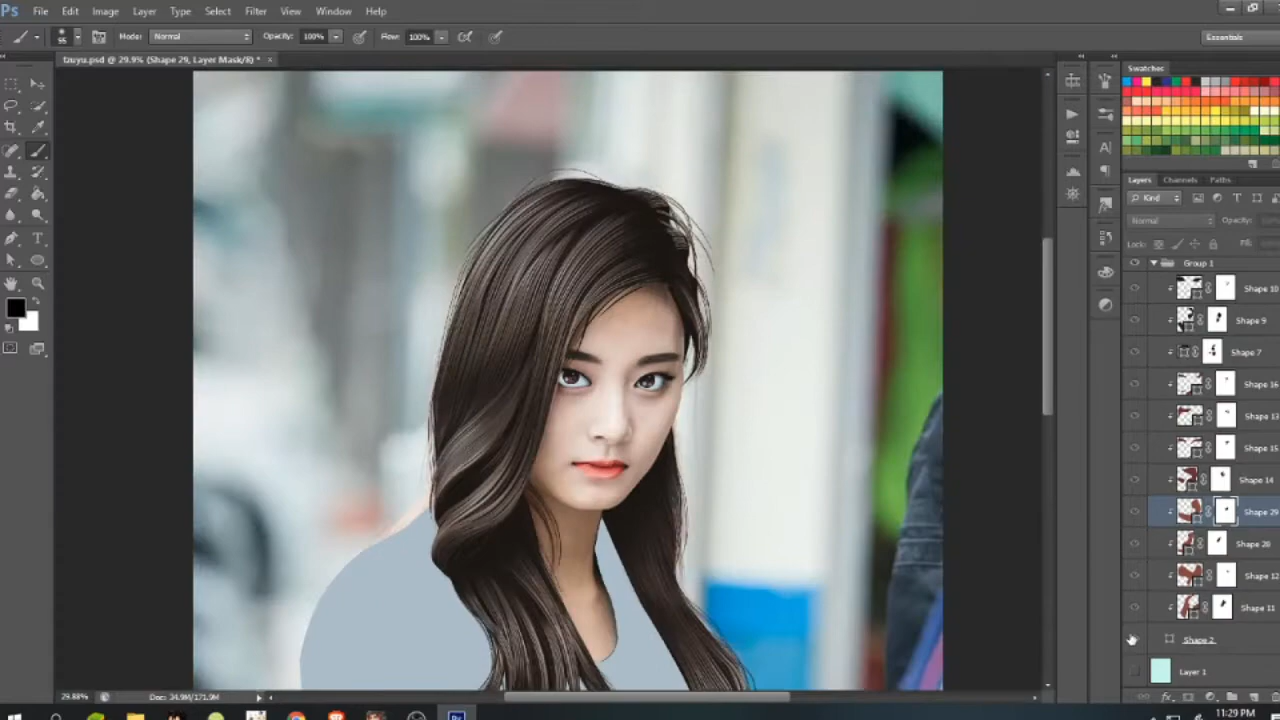 Ps File Edit Image Layer Type Select Filter View Window Help
95 Mode: Normal Opacity: 100% Flow: 100% Essentials
tzuyu.psd @ 29.9% (Shape 29, Layer Mask/8) * ×
Swatches
Layers Channels Paths
Kind
Normal Opacity:
Lock: Fill:
Group 1
Shape 10
Shape 9
Shape 7
Shape 16
Shape 13
Shape 15
Shape 14
Shape 29
Shape 28
Shape 12
Shape 11
Shape 2
Layer 1
29.88% Doc: 34.9M/171.9M
Ps 11:29 PM